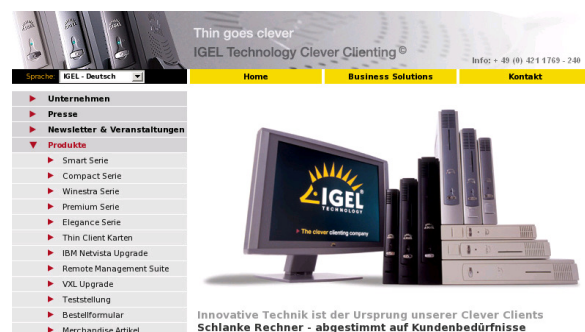 Thin goes clever
IGEL Technology Clever Clienting ©
Info: + 49 (0) 421 1769 - 240
Sprache: IGEL - Deutsch
Home
Business Solutions
Kontakt
Unternehmen
Presse
Newsletter & Veranstaltungen
Produkte
Smart Serie
Compact Serie
Winestra Serie
Premium Serie
Elegance Serie
Thin Client Karten
IBM Netvista Upgrade
Remote Management Suite
VXL Upgrade
Teststellung
Bestellformular
Merchandise Artikel
IGEL
TECHNOLOGY
The clever clienting company
Innovative Technik ist der Ursprung unserer Clever Clients
Schlanke Rechner - abgestimmt auf Kundenbedürfnisse